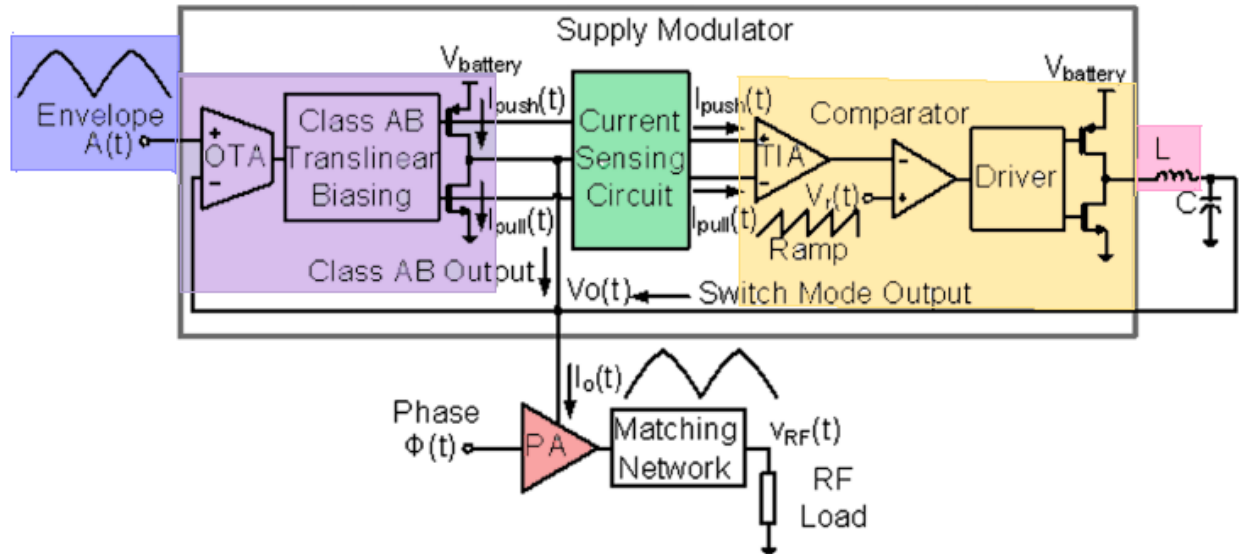 Supply Modulator
Envelope
A(t)
+
OTA
-
Class AB
Translinear
Biasing
Vbattery
Ipush(t)
Ipull(t)
Class AB Output
Current
Sensing
Circuit
Ipush(t)
Ipull(t)
+
TIA
-
Comparator
-
+
Vr(t)
Ramp
Driver
Vbattery
L
C
Vo(t)
Switch Mode Output
Io(t)
Phase
Φ(t)
PA
Matching
Network
vRF(t)
RF
Load